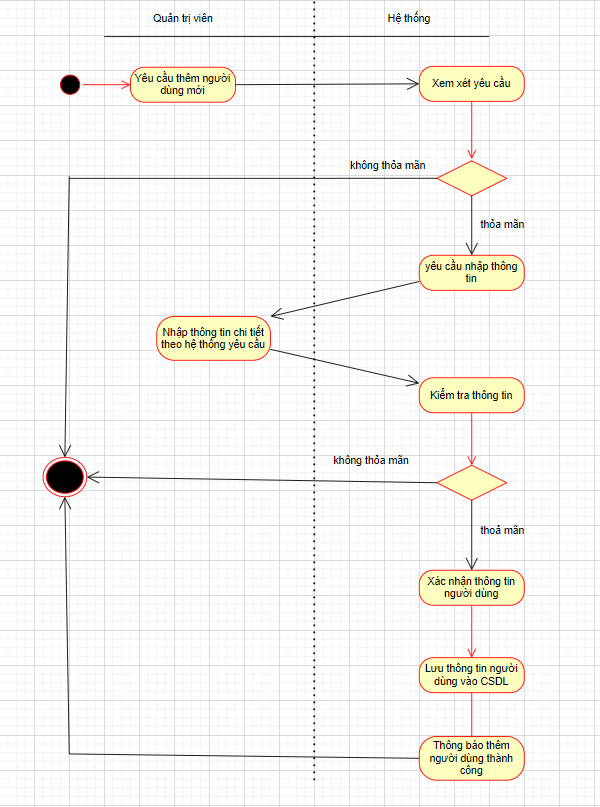 Quản trị viên
Hệ thống
Yêu cầu thêm người
dùng mới
Xem xét yêu cầu
không thỏa mãn
thỏa mãn
yêu cầu nhập thông
tin
Nhập thông tin chi tiết
theo hệ thống yêu cầu
Kiểm tra thông tin
không thỏa mãn
thoả mãn
Xác nhận thông tin
người dùng
Lưu thông tin người
dùng vào CSDL
Thông báo thêm
người dùng thành
công